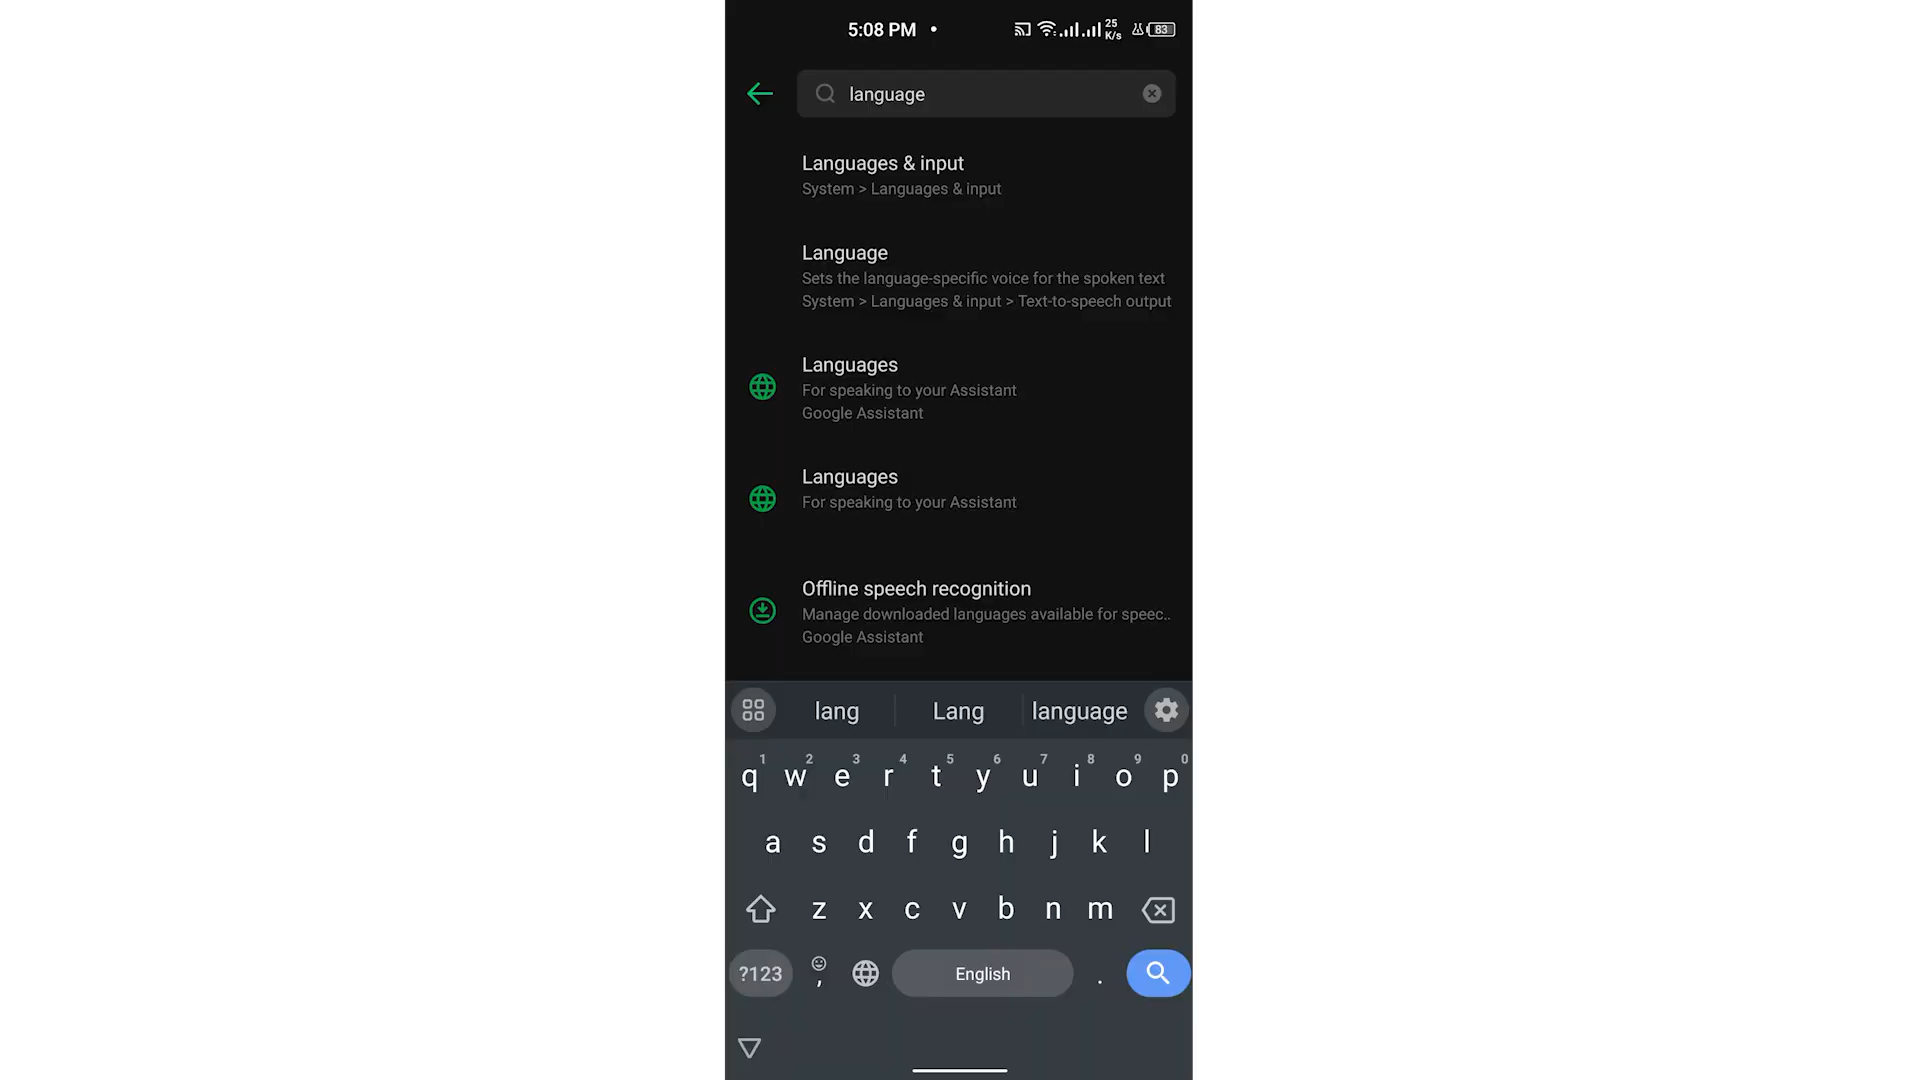 5:08 PM
25
K/s
83
language
Languages & input
System > Languages & input
Language
Sets the language-specific voice for the spoken text
System > Languages & input > Text-to-speech output
Languages
For speaking to your Assistant
Google Assistant
Languages
For speaking to your Assistant
Offline speech recognition
Manage downloaded languages available for speec..
Google Assistant
lang Lang language
1 2 3 4 5 6 7 8 9 0
q w e r t y u i o p
a s d f g h j k l
z x c v b n m
?123 , English .